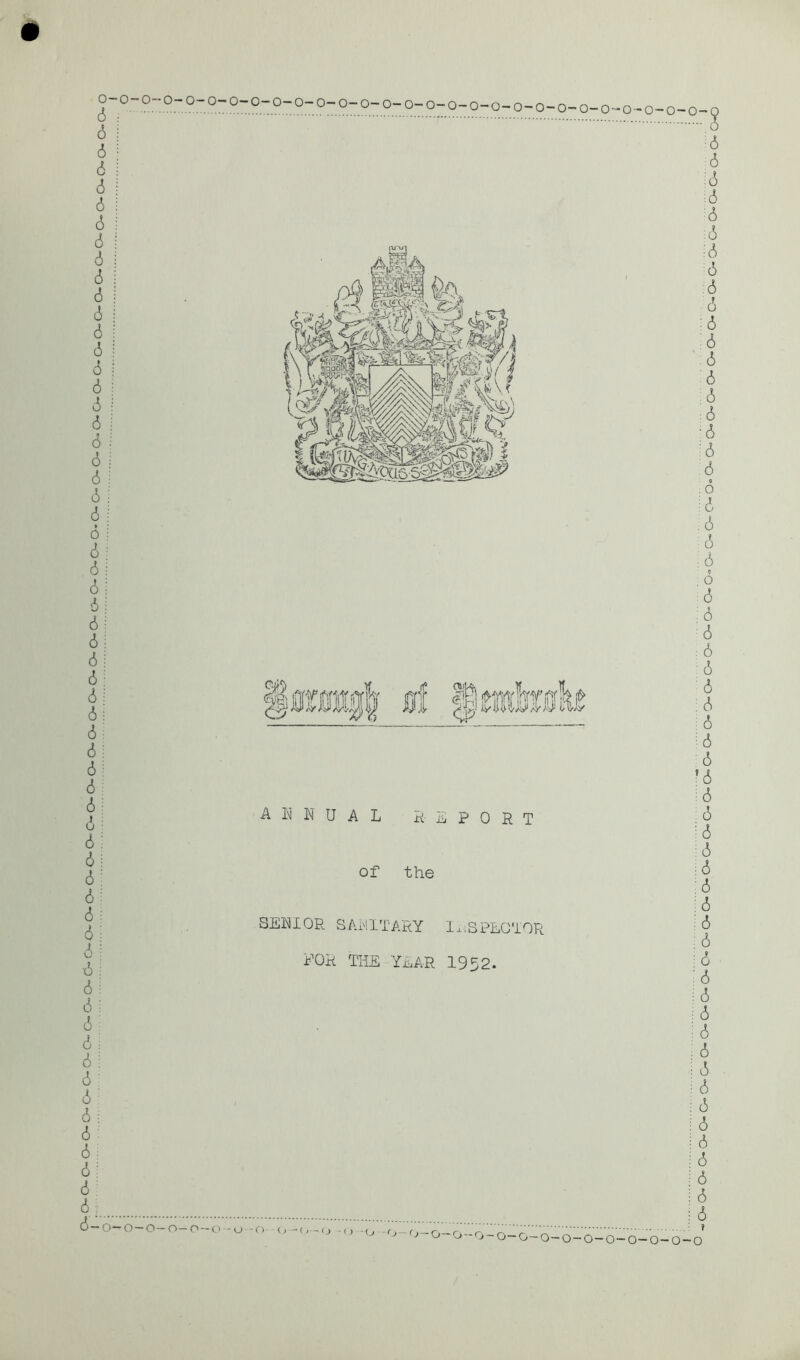 Borough of Pembroke
ANNUAL REPORT
of the
SENIOR SANITARY INSPECTOR
FOR THE YEAR 1952.